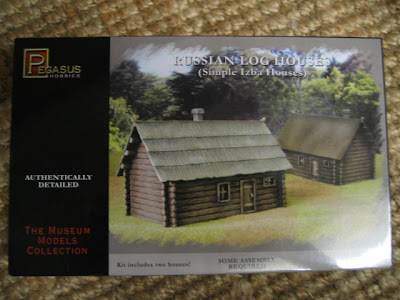 PEGASUS
HOBBIES
RUSSIAN LOG HOUSES
(Simple Izba Houses)
AUTHENTICALLY
DETAILED
THE MUSEUM
MODELS
COLLECTION
Kit includes two houses!
SOME ASSEMBLY
REQUIRED